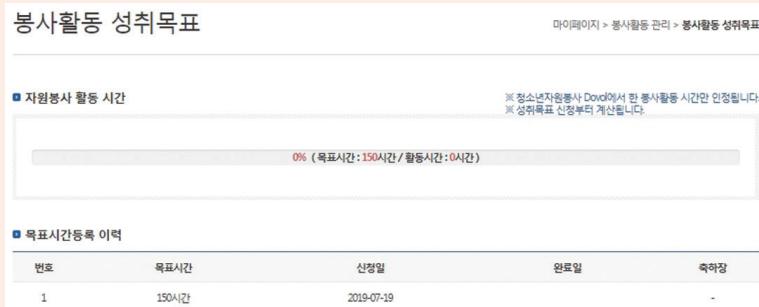 봉사활동 성취목표
마이페이지 > 봉사활동 관리 > 봉사활동 성취목표
자원봉사 활동 시간
※ 청소년자원봉사 Dovol에서 한 봉사활동 시간만 인정됩니다.
※ 성취목표 신청부터 계산됩니다.
0% ( 목표시간 : 150시간 / 활동시간 : 0시간 )
목표시간등록 이력
번호 목표시간 신청일 완료일 축하장
1 150시간 2019-07-19 -